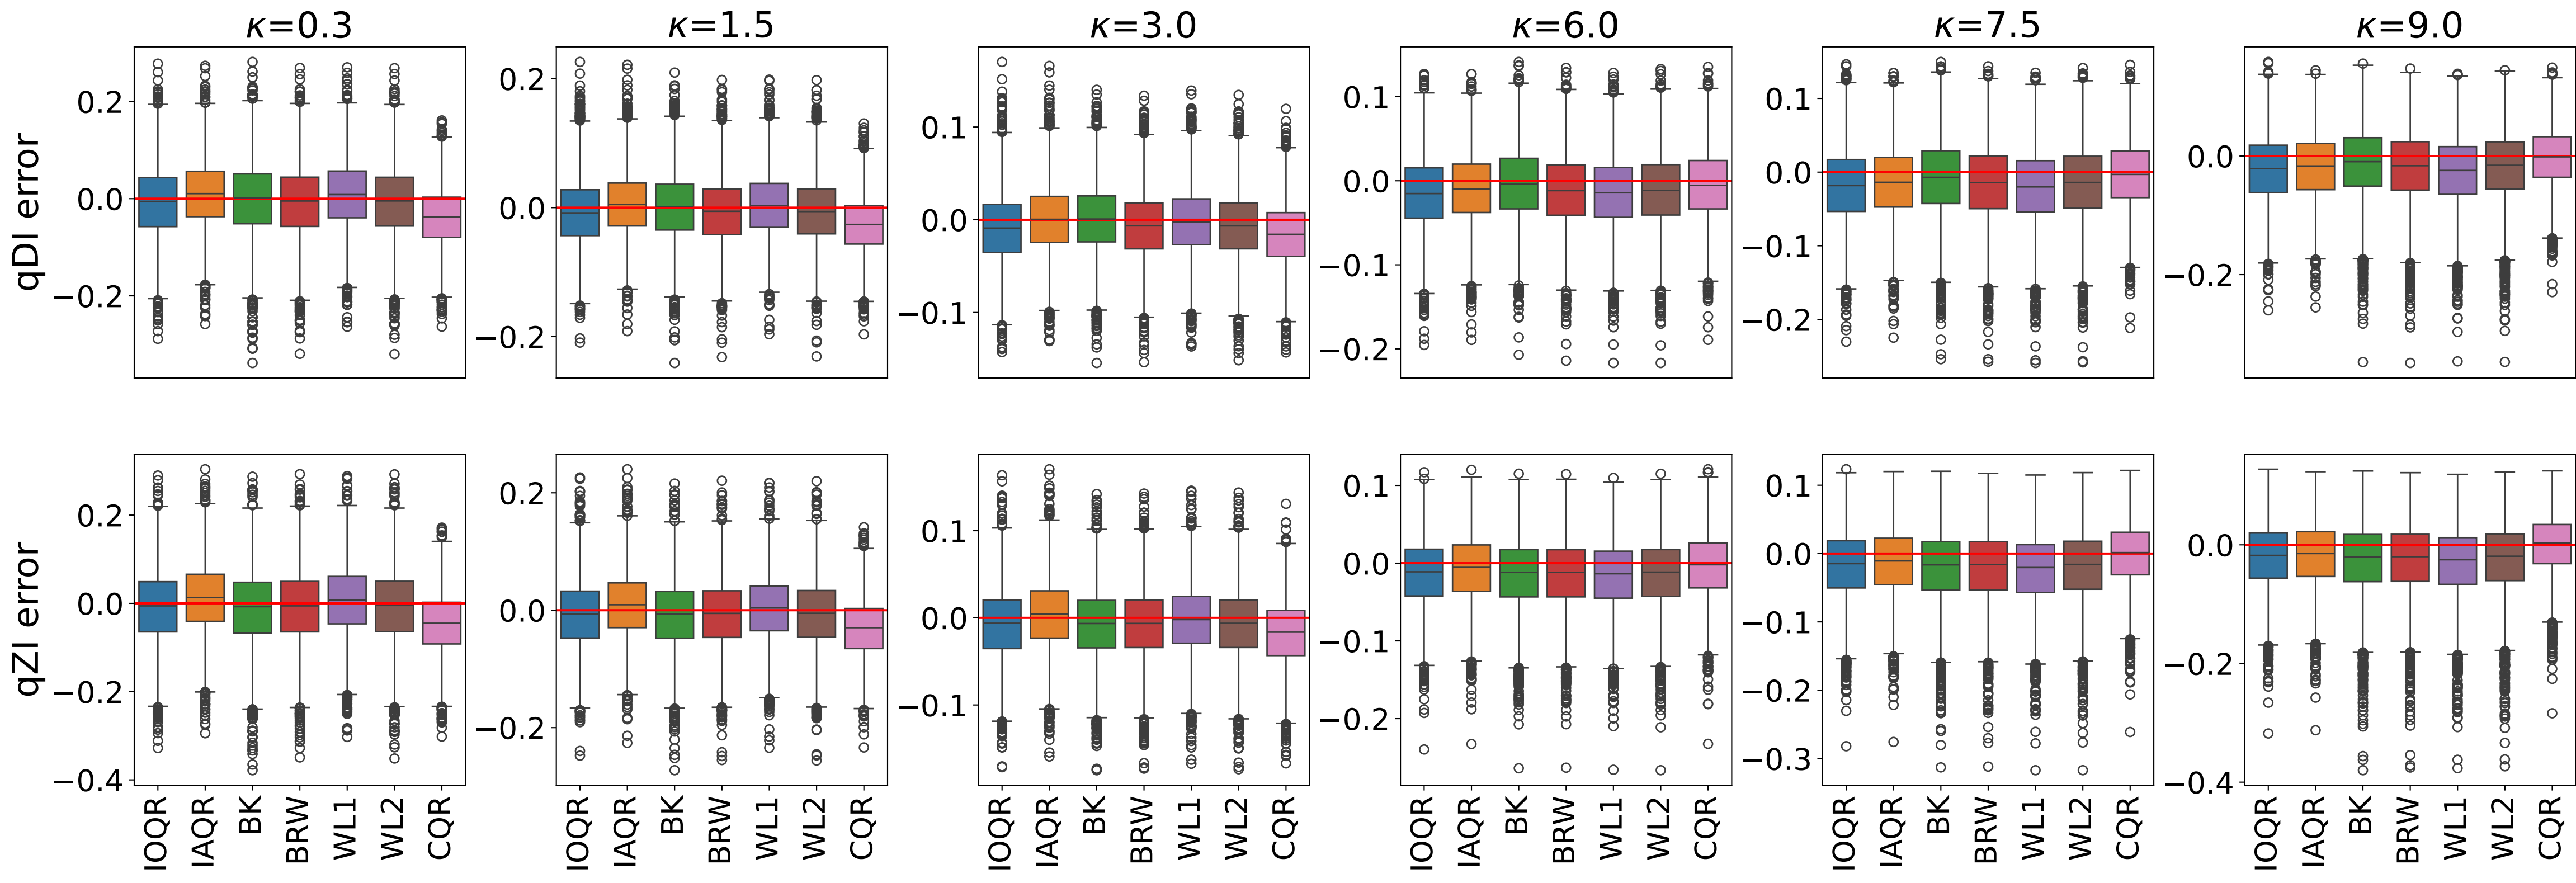 κ=0.3 κ=1.5 κ=3.0 κ=6.0 κ=7.5 κ=9.0
qDI error
0.2 0.2 0.1 0.1 0.1 0.0
0.0 0.0 0.0 0.0 0.0 −0.2
−0.2 −0.2 −0.1 −0.1 −0.1
−0.2 −0.2
qZI error
0.2 0.2 0.1 0.1 0.1 0.0
0.0 0.0 0.0 0.0 0.0 −0.2
−0.2 −0.2 −0.1 −0.1 −0.1 −0.4
−0.4 −0.2 −0.2
−0.3
IOQR IAQR BK BRW WL1 WL2 CQR IOQR IAQR BK BRW WL1 WL2 CQR IOQR IAQR BK BRW WL1 WL2 CQR IOQR IAQR BK BRW WL1 WL2 CQR IOQR IAQR BK BRW WL1 WL2 CQR IOQR IAQR BK BRW WL1 WL2 CQR